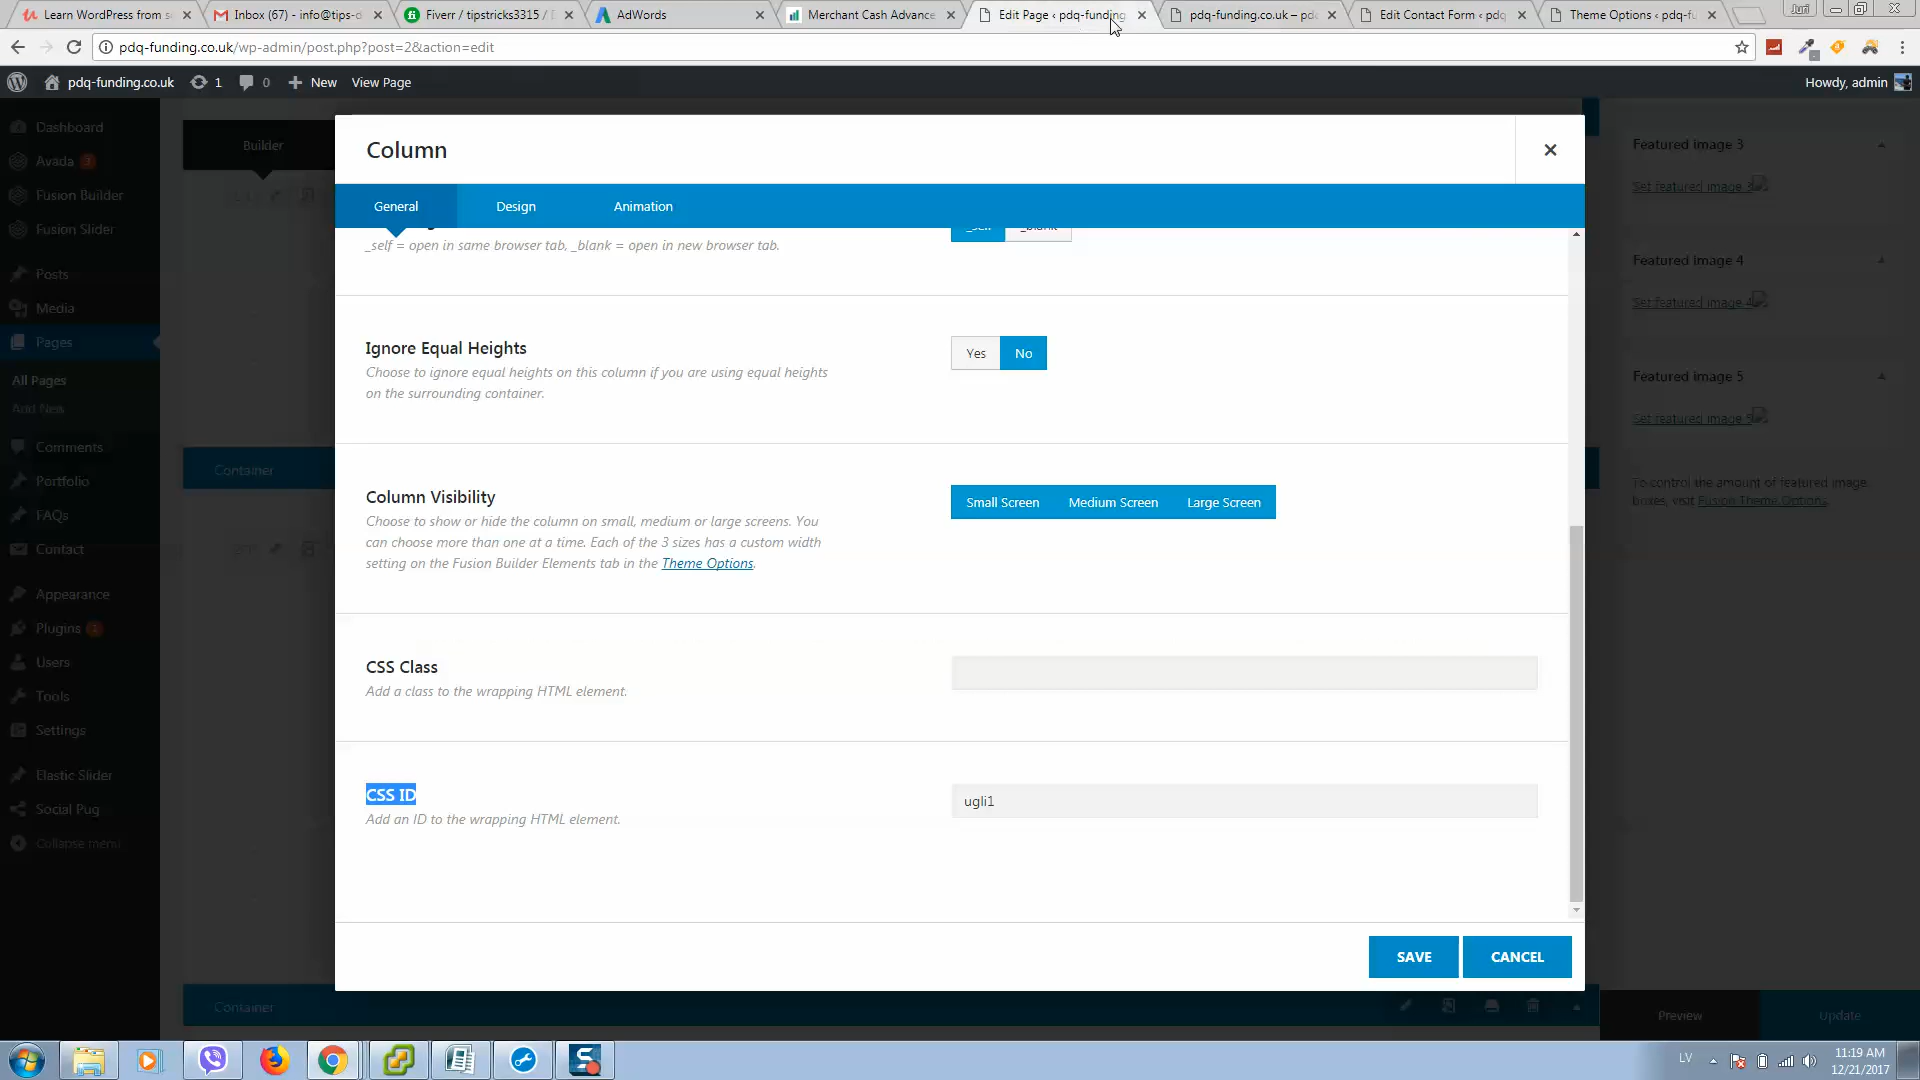 Learn WordPress from s
Inbox (67) - info@tips-d
Fiverr / tipstricks3315 /
AdWords
Merchant Cash Advance
Edit Page ‹ pdq-funding
pdq-funding.co.uk – pd
Edit Contact Form ‹ pdq
Theme Options ‹ pdq-fu
Juri
pdq-funding.co.uk/wp-admin/post.php?post=2&action=edit
pdq-funding.co.uk
1
0
New
View Page
Howdy, admin
Dashboard
Avada 3
Fusion Builder
Fusion Slider
Posts
Media
Pages
All Pages
Add New
Comments
Portfolio
FAQs
Contact
Appearance
Plugins 1
Users
Tools
Settings
Elastic Slider
Social Pug
Collapse menu
Builder
Container
Container
Column
General
Design
Animation
_self = open in same browser tab, _blank = open in new browser tab.
Ignore Equal Heights
Choose to ignore equal heights on this column if you are using equal heights
on the surrounding container.
Yes
No
Column Visibility
Choose to show or hide the column on small, medium or large screens. You
can choose more than one at a time. Each of the 3 sizes has a custom width
setting on the Fusion Builder Elements tab in the Theme Options.
Small Screen
Medium Screen
Large Screen
CSS Class
Add a class to the wrapping HTML element.
CSS ID
Add an ID to the wrapping HTML element.
ugli1
SAVE
CANCEL
Featured image 3
Set featured image 3
Featured image 4
Set featured image 4
Featured image 5
Set featured image 5
To control the amount of featured image
boxes, visit Fusion Theme Options.
Preview
Update
LV
11:19 AM
12/21/2017